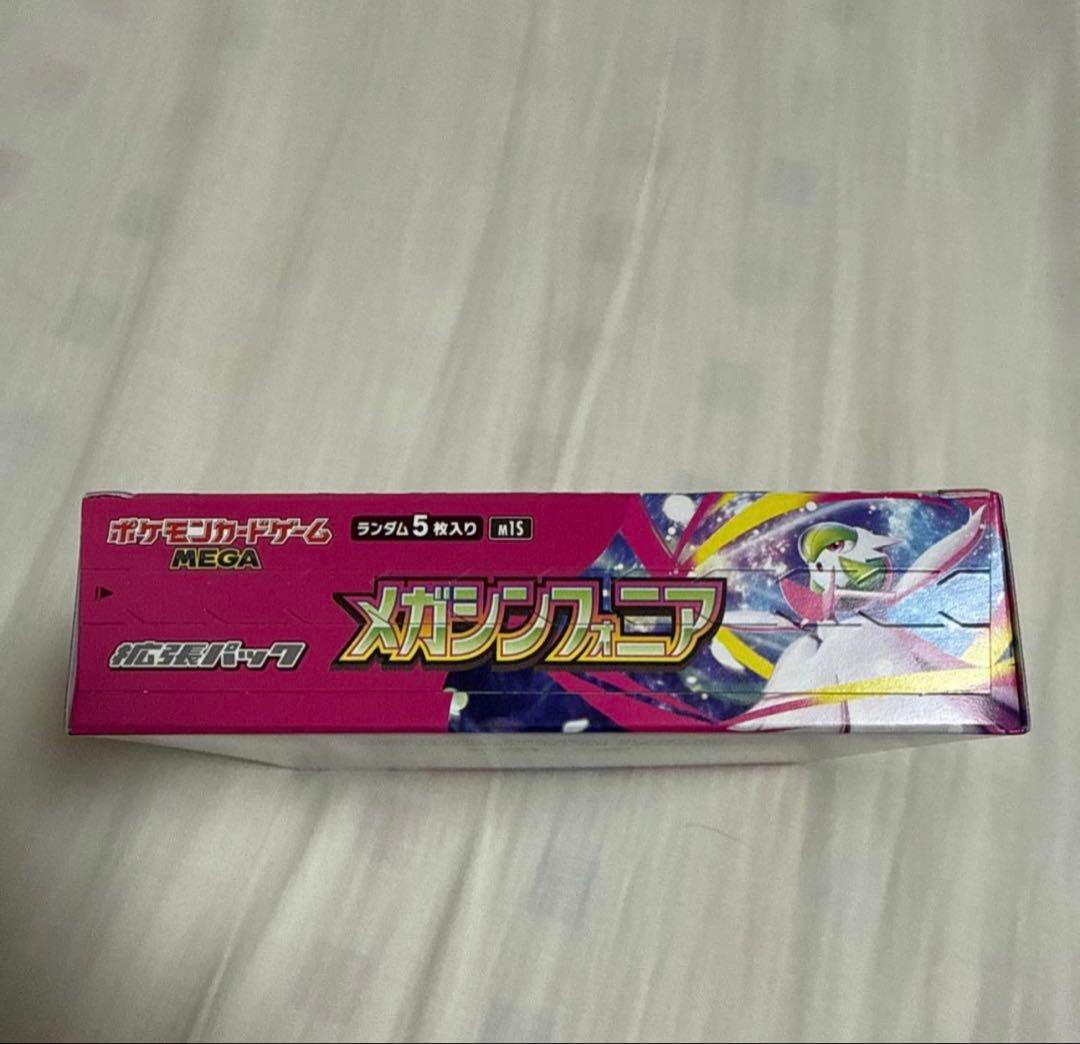 ポケモンカードゲーム
MEGA
ランダム5枚入り
M1S
メガシンフォニア
拡張パック